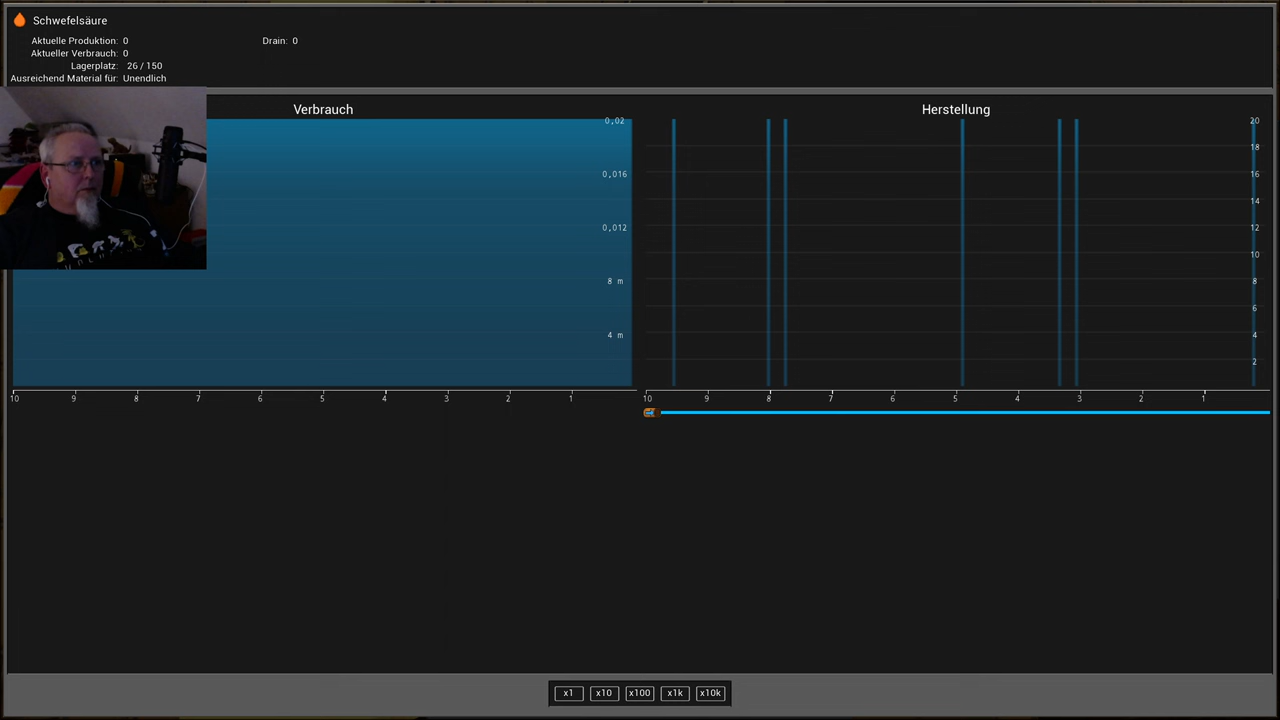 Schwefelsäure
Aktuelle Produktion: 0
Drain: 0
Aktueller Verbrauch: 0
Lagerplatz: 26 / 150
Ausreichend Material für: Unendlich
Verbrauch
0,02
0,016
0,012
8 m
4 m
10 9 8 7 6 5 4 3 2 1
Herstellung
20
18
16
14
12
10
8
6
4
2
10 9 8 7 6 5 4 3 2 1
x1 x10 x100 x1k x10k